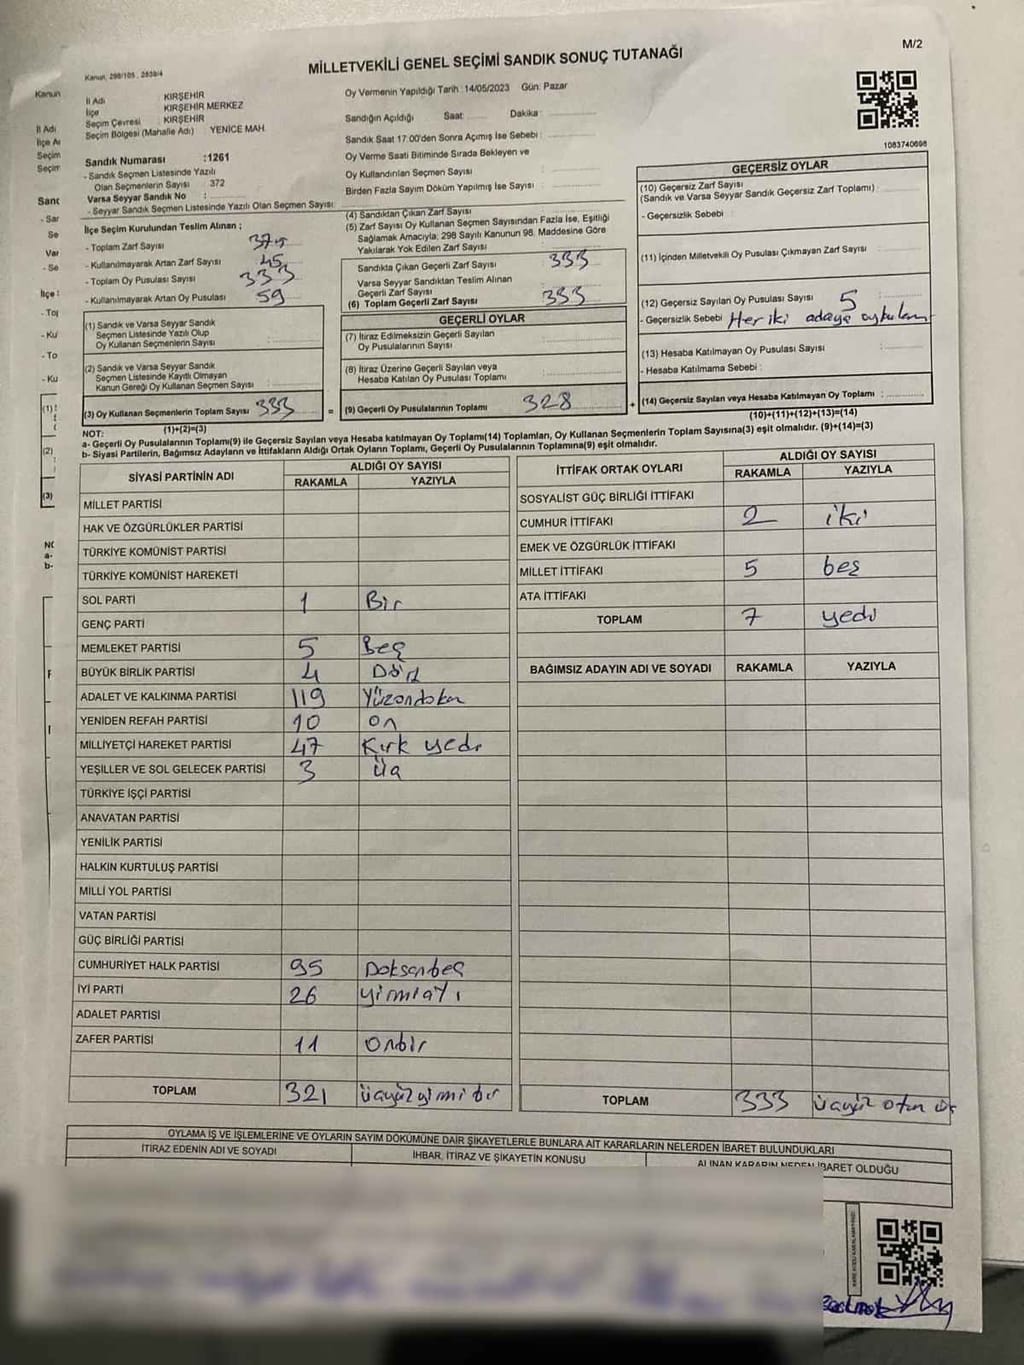 M/2
Kanun, 298/105 , 2839/4
MİLLETVEKİLİ GENEL SEÇİMİ SANDIK SONUÇ TUTANAĞI
Kanun
İl Adı KIRŞEHİR
İlçe KIRŞEHİR MERKEZ
Seçim Çevresi KIRŞEHİR
Seçim Bölgesi (Mahalle Adı) YENİCE MAH.
Sandık Numarası :1261
- Sandık Seçmen Listesinde Yazılı
Olan Seçmenlerin Sayısı 372
Varsa Seyyar Sandık No :
- Seyyar Sandık Seçmen Listesinde Yazılı Olan Seçmen Sayısı:
İlçe Seçim Kurulundan Teslim Alınan ;
- Toplam Zarf Sayısı
- Kullanılmayarak Artan Zarf Sayısı 45
- Toplam Oy Pusulası Sayısı 333
- Kullanılmayarak Artan Oy Pusulası 59
(1) Sandık ve Varsa Seyyar Sandık
Seçmen Listesinde Yazılı Olup
Oy Kullanan Seçmenlerin Sayısı :
(2) Sandık ve Varsa Seyyar Sandık
Seçmen Listesinde Kayıtlı Olmayan
Kanun Gereği Oy Kullanan Seçmen Sayısı :
(3) Oy Kullanan Seçmenlerin Toplam Sayısı 333
(1)+(2)=(3)
Oy Vermenin Yapıldığı Tarih :14/05/2023 Gün: Pazar
Sandığın Açıldığı Saat : Dakika :
Sandık Saat 17.00'den Sonra Açımış İse Sebebi :
Oy Verme Saati Bitiminde Sırada Bekleyen ve
Oy Kullandırılan Seçmen Sayısı :
Birden Fazla Sayım Döküm Yapılmış İse Sayısı :
(4) Sandıktan Çıkan Zarf Sayısı
(5) Zarf Sayısı Oy Kullanan Seçmen Sayısından Fazla İse, Eşitliği
Sağlamak Amacıyla; 298 Sayılı Kanunun 98. Maddesine Göre
Yakılarak Yok Edilen Zarf Sayısı :
Sandıkta Çıkan Geçerli Zarf Sayısı 333
Varsa Seyyar Sandıktan Teslim Alınan
Geçerli Zarf Sayısı
(6) Toplam Geçerli Zarf Sayısı 333
GEÇERLİ OYLAR
(7) İtiraz Edilmeksizin Geçerli Sayılan
Oy Pusulalarının Sayısı :
(8) İtiraz Üzerine Geçerli Sayılan veya
Hesaba Katılan Oy Pusulası Toplamı :
= (9) Geçerli Oy Pusulalarının Toplamı 328 +
1083740698
GEÇERSİZ OYLAR
(10) Geçersiz Zarf Sayısı
(Sandık ve Varsa Seyyar Sandık Geçersiz Zarf Toplamı) :
- Geçersizlik Sebebi :
(11) İçinden Milletvekili Oy Pusulası Çıkmayan Zarf Sayısı :
(12) Geçersiz Sayılan Oy Pusulası Sayısı 5
- Geçersizlik Sebebi Her iki adaya
(13) Hesaba Katılmayan Oy Pusulası Sayısı :
- Hesaba Katılmama Sebebi :
(14) Geçersiz Sayılan veya Hesaba Katılmayan Oy Toplamı :
(10)+(11)+(12)+(13)=(14)
NOT:
a- Geçerli Oy Pusulalarının Toplamı(9) ile Geçersiz Sayılan veya Hesaba katılmayan Oy Toplamı(14) Toplamları, Oy Kullanan Seçmenlerin Toplam Sayısına(3) eşit olmalıdır. (9)+(14)=(3)
b- Siyasi Partilerin, Bağımsız Adayların ve İttifakların Aldığı Ortak Oyların Toplamı, Geçerli Oy Pusulalarının Toplamına(9) eşit olmalıdır.
SİYASİ PARTİNİN ADI ALDIĞI OY SAYISI
RAKAMLA YAZIYLA
MİLLET PARTİSİ
HAK VE ÖZGÜRLÜKLER PARTİSİ
TÜRKİYE KOMÜNİST PARTİSİ
TÜRKİYE KOMÜNİST HAREKETİ
SOL PARTİ 1 Bir
GENÇ PARTİ
MEMLEKET PARTİSİ 5 Beş
BÜYÜK BİRLİK PARTİSİ 4 Dört
ADALET VE KALKINMA PARTİSİ 119 Yüzondokuz
YENİDEN REFAH PARTİSİ 10 on
MİLLİYETÇİ HAREKET PARTİSİ 47 Kırk yedi
YEŞİLLER VE SOL GELECEK PARTİSİ 3 Üç
TÜRKİYE İŞÇİ PARTİSİ
ANAVATAN PARTİSİ
YENİLİK PARTİSİ
HALKIN KURTULUŞ PARTİSİ
MİLLİ YOL PARTİSİ
VATAN PARTİSİ
GÜÇ BİRLİĞİ PARTİSİ
CUMHURİYET HALK PARTİSİ 95 Doksanbeş
İYİ PARTİ 26 yirmialtı
ADALET PARTİSİ
ZAFER PARTİSİ 11 Onbir
TOPLAM 321 üçyüzyirmi bir
İTTİFAK ORTAK OYLARI ALDIĞI OY SAYISI
RAKAMLA YAZIYLA
SOSYALİST GÜÇ BİRLİĞİ İTTİFAKI
CUMHUR İTTİFAKI 2 iki
EMEK VE ÖZGÜRLÜK İTTİFAKI
MİLLET İTTİFAKI 5 beş
ATA İTTİFAKI
TOPLAM 7 yedi
BAĞIMSIZ ADAYIN ADI VE SOYADI RAKAMLA YAZIYLA
TOPLAM 333 üçyüz otuz üç
OYLAMA İŞ VE İŞLEMLERİNE VE OYLARIN SAYIM DÖKÜMÜNE DAİR ŞİKAYETLERLE BUNLARA AİT KARARLARIN NELERDEN İBARET BULUNDUKLARI
İTİRAZ EDENİN ADI VE SOYADI İHBAR, İTİRAZ VE ŞİKAYETİN KONUSU ALINAN KARARIN NEDEN İBARET OLDUĞU